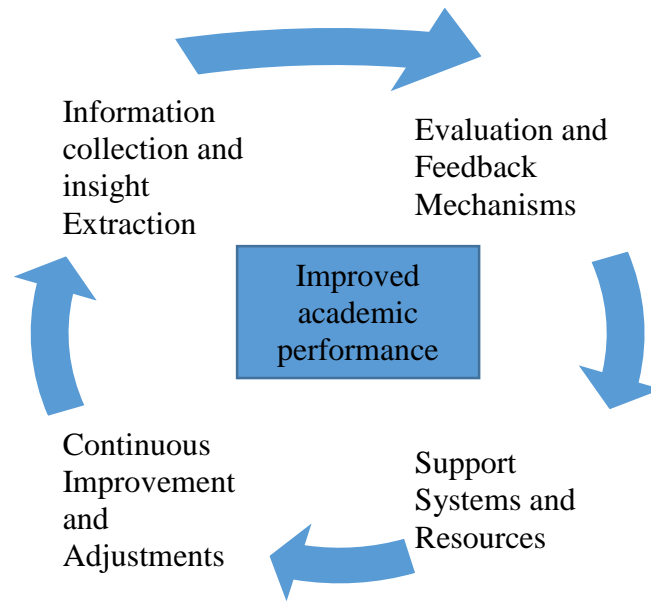 Information
collection and
insight
Extraction
Evaluation and
Feedback
Mechanisms
Improved
academic
performance
Continuous
Improvement
and
Adjustments
Support
Systems and
Resources